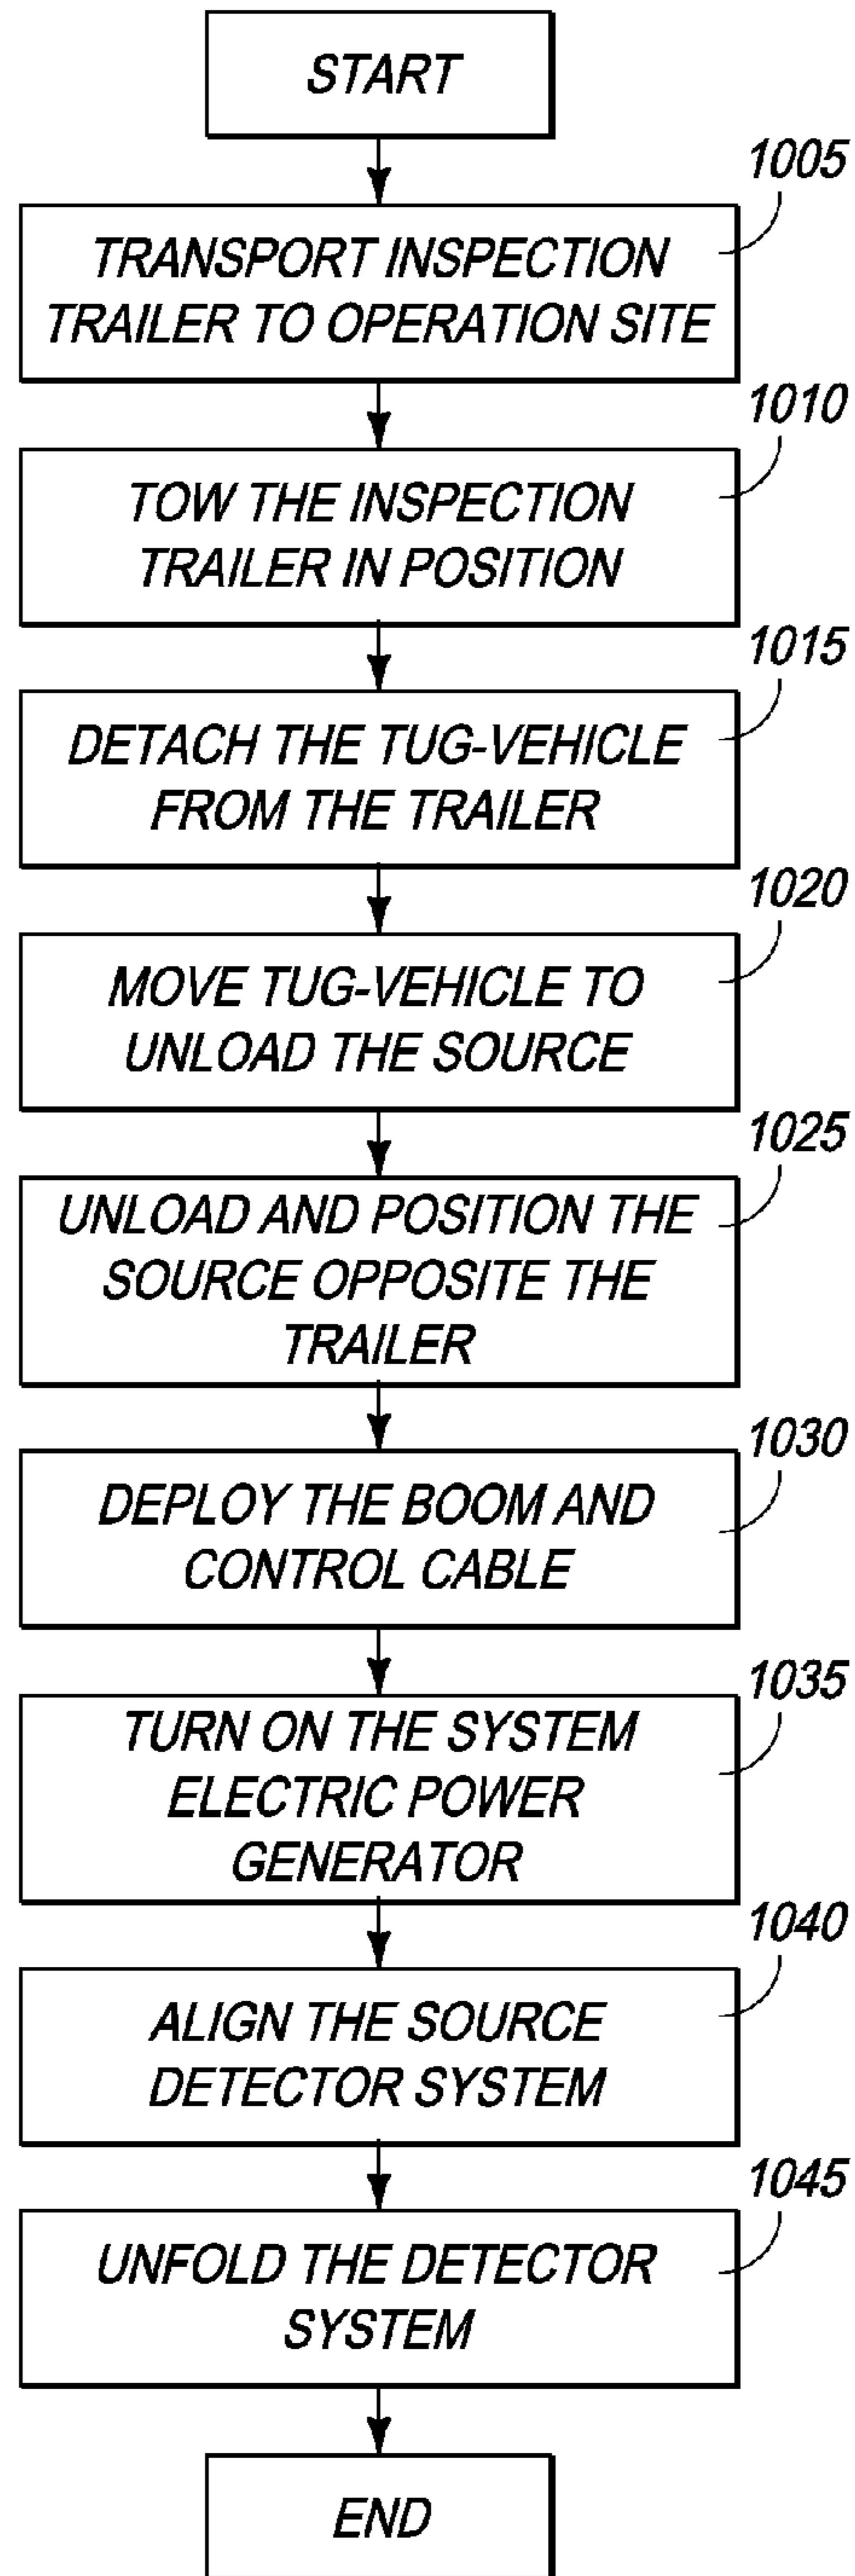 START
1005
TRANSPORT INSPECTION
TRAILER TO OPERATION SITE
1010
TOW THE INSPECTION
TRAILER IN POSITION
1015
DETACH THE TUG-VEHICLE
FROM THE TRAILER
1020
MOVE TUG-VEHICLE TO
UNLOAD THE SOURCE
1025
UNLOAD AND POSITION THE
SOURCE OPPOSITE THE
TRAILER
1030
DEPLOY THE BOOM AND
CONTROL CABLE
1035
TURN ON THE SYSTEM
ELECTRIC POWER
GENERATOR
1040
ALIGN THE SOURCE
DETECTOR SYSTEM
1045
UNFOLD THE DETECTOR
SYSTEM
END